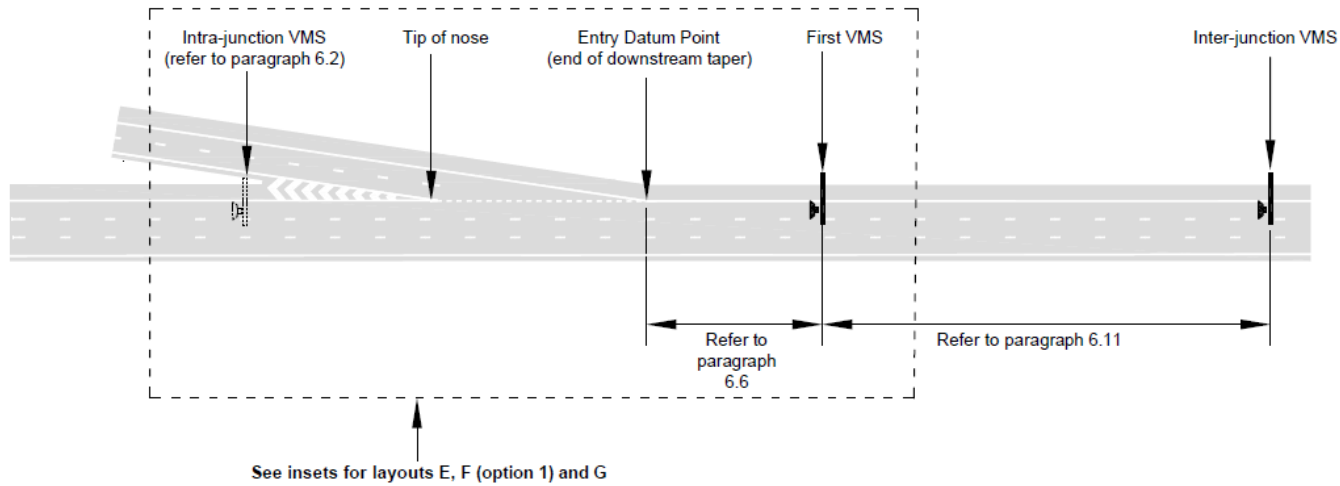 Intra-junction VMS
(refer to paragraph 6.2)
Tip of nose
Entry Datum Point
(end of downstream taper)
First VMS
Inter-junction VMS
Refer to
paragraph
6.6
Refer to paragraph 6.11
See insets for layouts E, F (option 1) and G